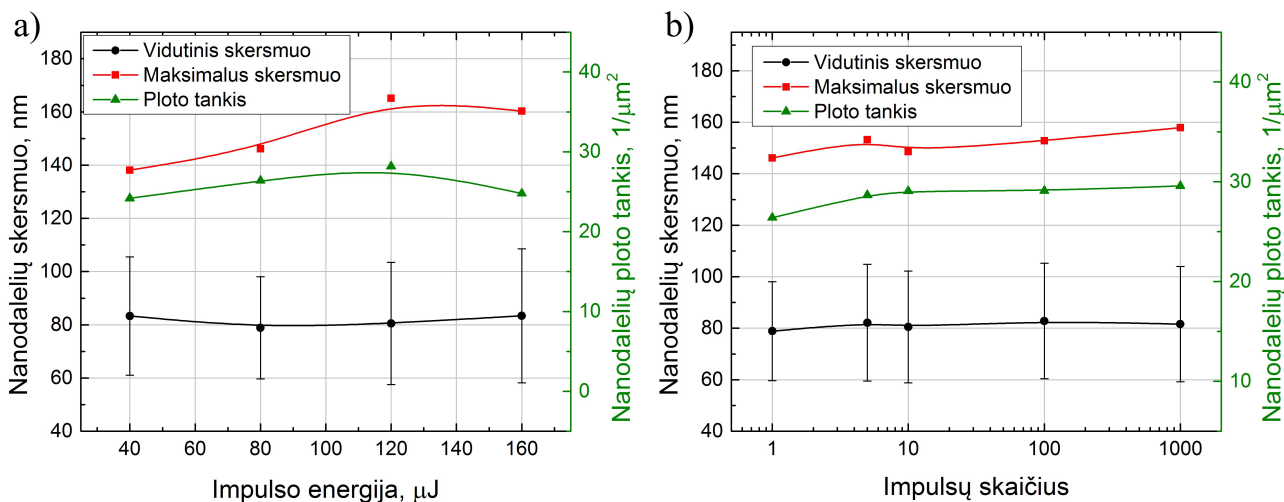 a)
Vidutinis skersmuo
Maksimalus skersmuo
Ploto tankis
Nanodalelių skersmuo, nm
180
160
140
120
100
80
60
40
40
30
20
10
0
Nanodalelių ploto tankis, 1/μm²
40 60 80 100 120 140 160
Impulso energija, μJ
b)
Vidutinis skersmuo
Maksimalus skersmuo
Ploto tankis
Nanodalelių skersmuo, nm
180
160
140
120
100
80
60
40
40
30
20
10
Nanodalelių ploto tankis, 1/μm²
1 10 100 1000
Impulsų skaičius